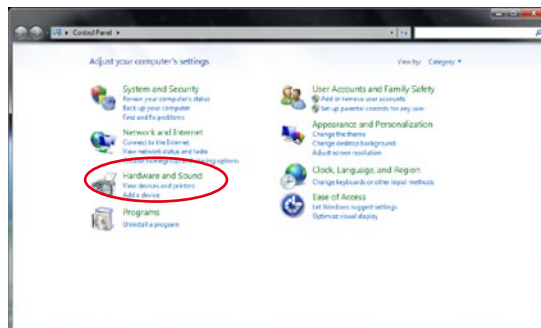 Control Panel
Adjust your computer's settings
View by: Category
System and Security
Review your computer's status
Back up your computer
Find and fix problems
Network and Internet
Connect to the Internet
View network status and tasks
Choose homegroup and sharing options
Hardware and Sound
View devices and printers
Add a device
Programs
Uninstall a program
User Accounts and Family Safety
Add or remove user accounts
Set up parental controls for any user
Appearance and Personalization
Change the theme
Change desktop background
Adjust screen resolution
Clock, Language, and Region
Change keyboards or other input methods
Ease of Access
Let Windows suggest settings
Optimize visual display